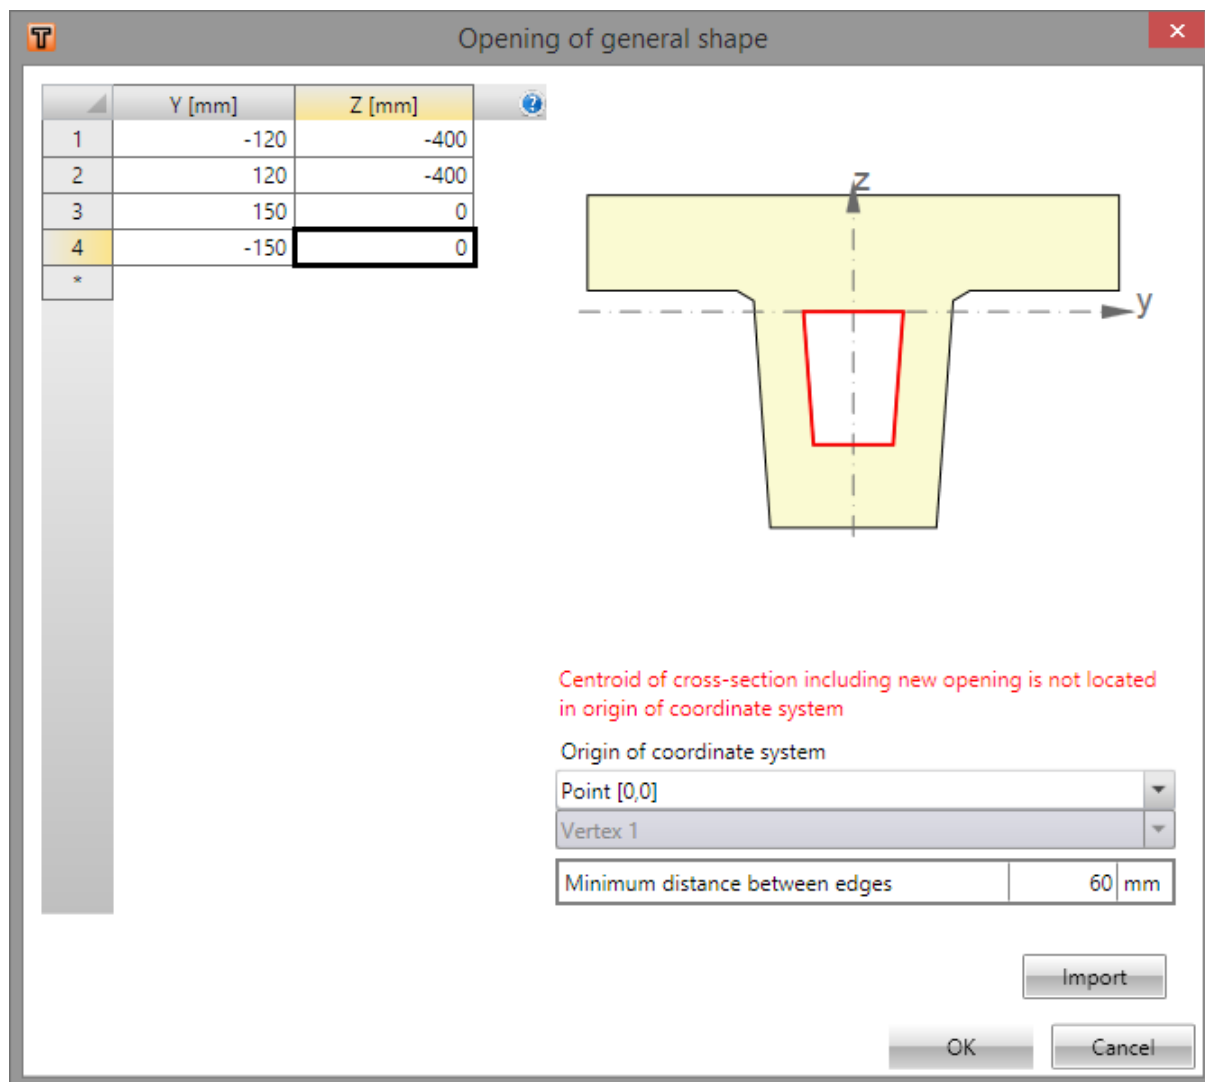 T
Opening of general shape
×
Y [mm] Z [mm] ?
1 -120 -400
2 120 -400
3 150 0
4 -150 0
*
z
y
Centroid of cross-section including new opening is not located
in origin of coordinate system
Origin of coordinate system
Point [0,0]
Vertex 1
Minimum distance between edges 60 mm
Import
OK Cancel